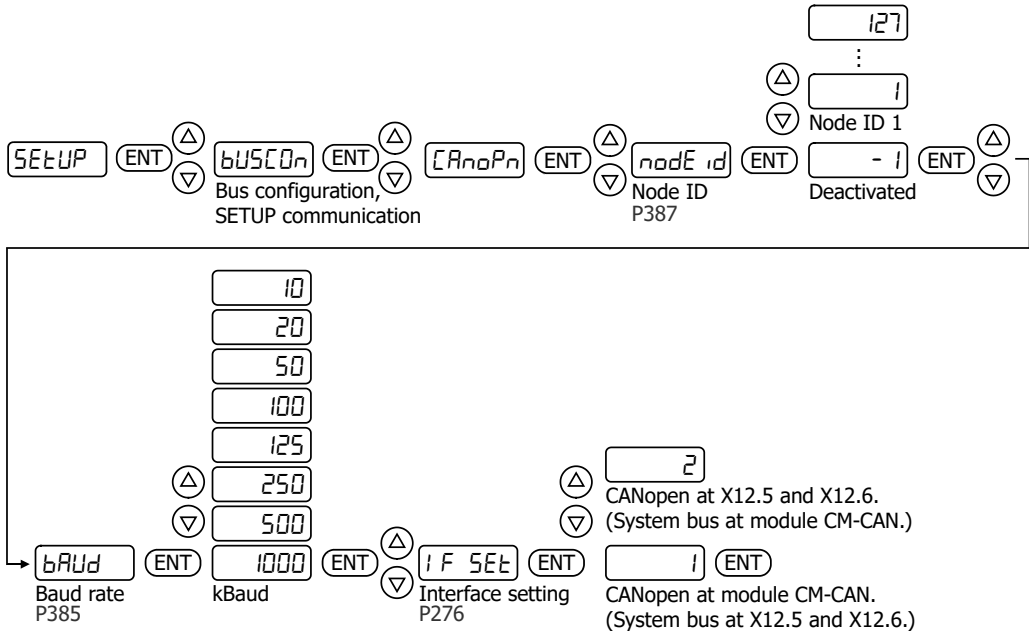 127
1
Node ID 1
SEtUP
ENT
bUSCOn
ENT
CAnoPn
ENT
nodE id
ENT
- 1
ENT
Bus configuration,
SETUP communication
Node ID
P387
Deactivated
10
20
50
100
125
250
500
2
CANopen at X12.5 and X12.6.
(System bus at module CM-CAN.)
bAUd
ENT
1000
ENT
IF SEt
ENT
1
ENT
Baud rate
P385
kBaud
Interface setting
P276
CANopen at module CM-CAN.
(System bus at X12.5 and X12.6.)